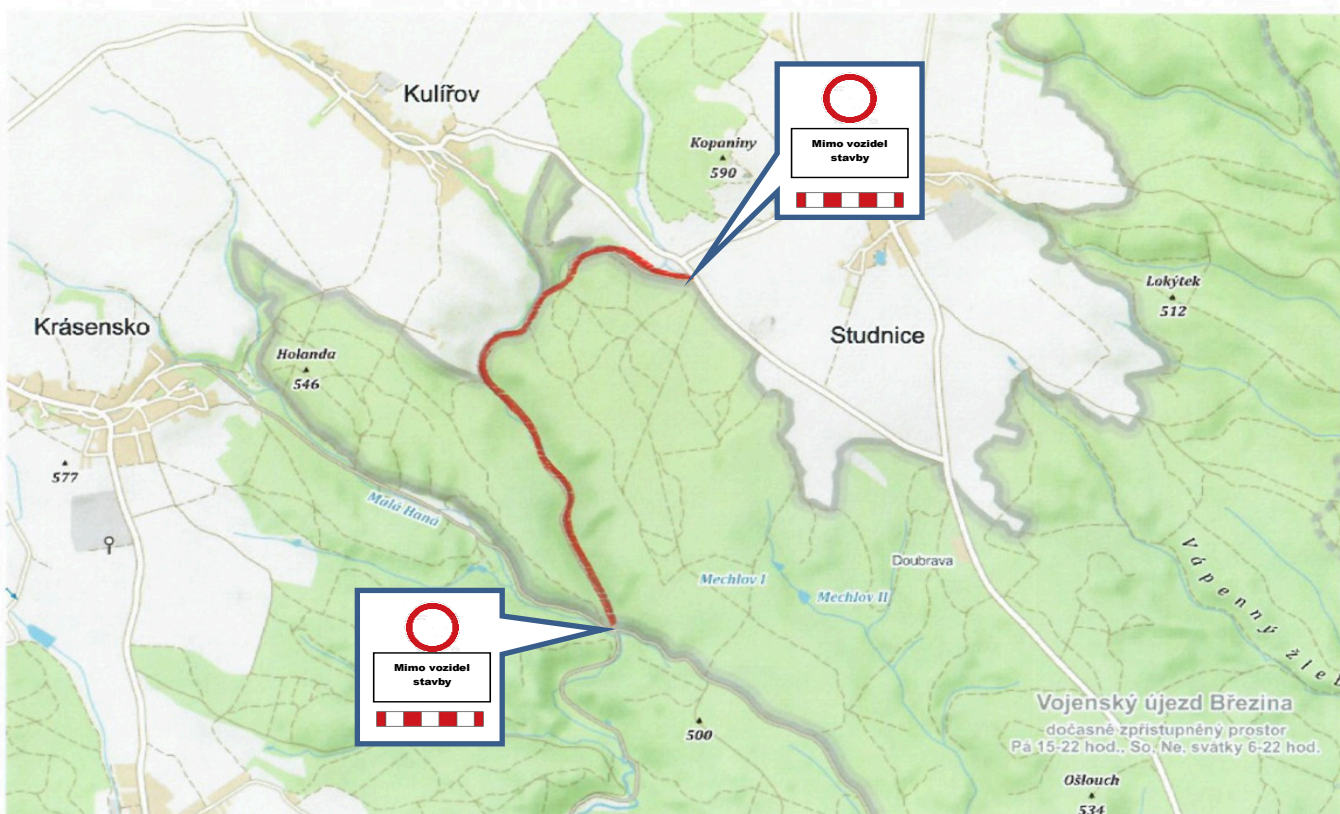 Kulířov
Mimo vozidel
stavby
Kopaniny
590
Lokýtek
512
Krásensko
Holanda
546
Studnice
577
Malá Haná
Doubrava
Mechlov I
Mechlov II
Vápenný žleb
Mimo vozidel
stavby
500
Vojenský újezd Březina
dočasně zpřístupněný prostor
Pá 15-22 hod., So, Ne, svátky 6-22 hod.
Ošlouch
534